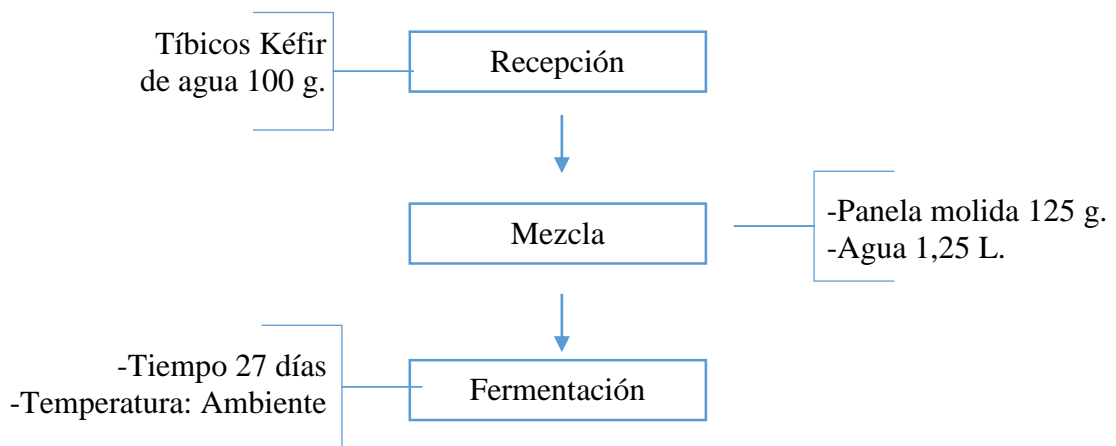 Tíbicos Kéfir
de agua 100 g.
Recepción
Mezcla
-Panela molida 125 g.
-Agua 1,25 L.
-Tiempo 27 días
-Temperatura: Ambiente
Fermentación